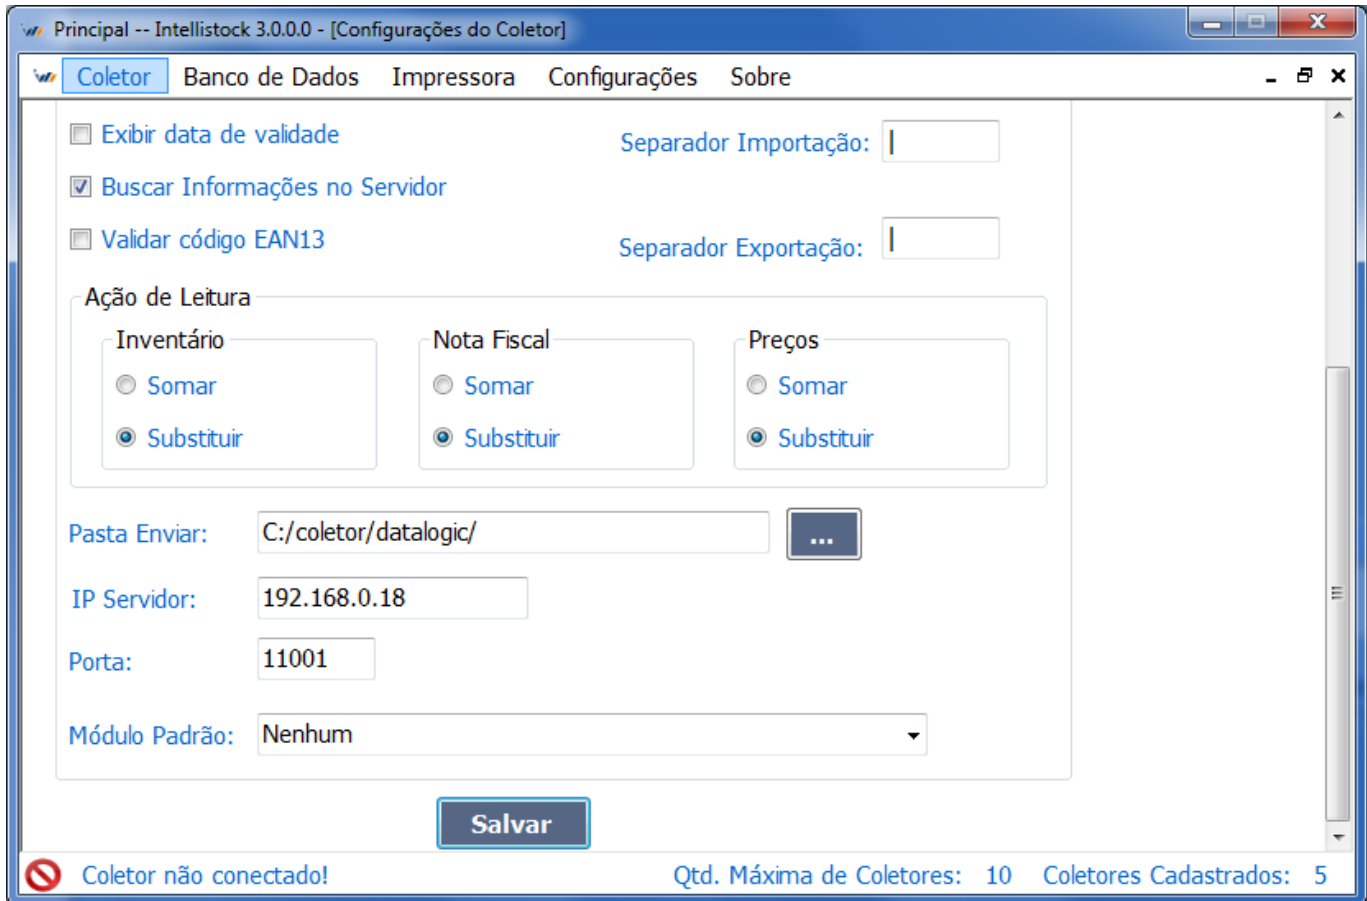 Principal -- Intellistock 3.0.0.0 - [Configurações do Coletor]
Coletor Banco de Dados Impressora Configurações Sobre
Exibir data de validade
Separador Importação: |
Buscar Informações no Servidor
Validar código EAN13
Separador Exportação: |
Ação de Leitura
Inventário Nota Fiscal Preços
Somar Somar Somar
Substituir Substituir Substituir
Pasta Enviar: C:/coletor/datalogic/ ...
IP Servidor: 192.168.0.18
Porta: 11001
Módulo Padrão: Nenhum
Salvar
Coletor não conectado! Qtd. Máxima de Coletores: 10 Coletores Cadastrados: 5